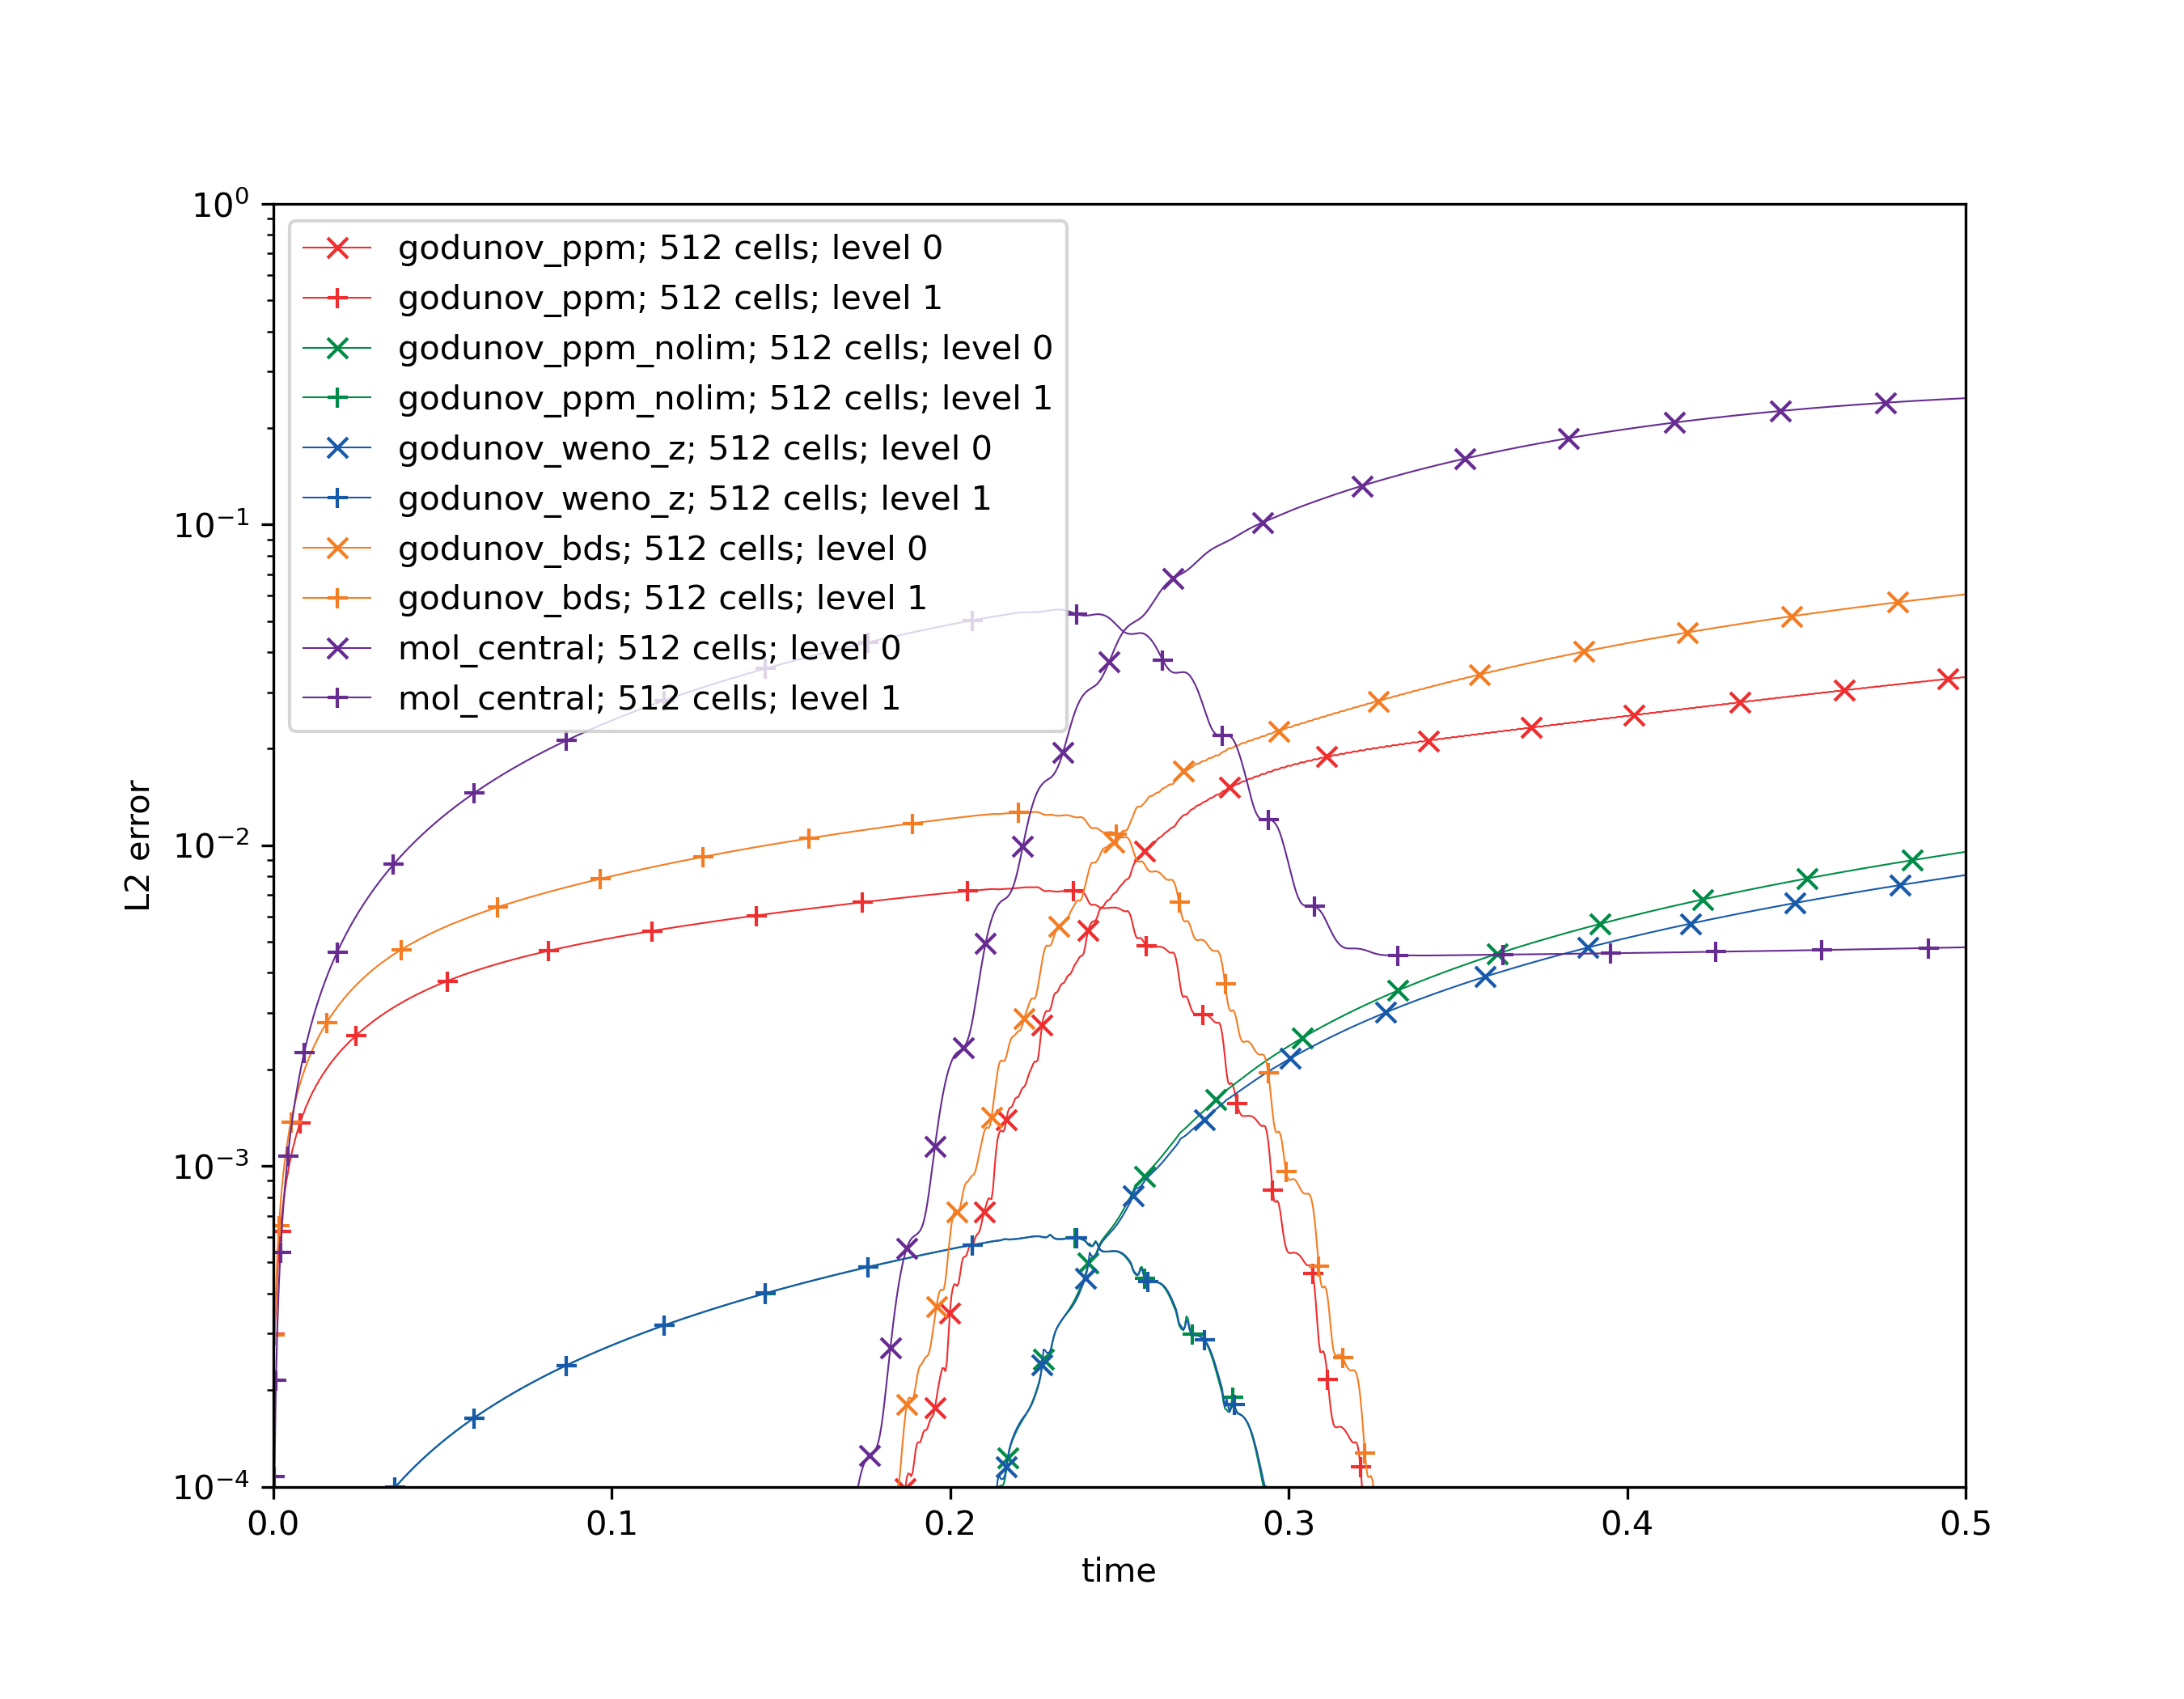 10⁰
10⁻¹
10⁻²
10⁻³
10⁻⁴
L2 error
godunov_ppm; 512 cells; level 0
godunov_ppm; 512 cells; level 1
godunov_ppm_nolim; 512 cells; level 0
godunov_ppm_nolim; 512 cells; level 1
godunov_weno_z; 512 cells; level 0
godunov_weno_z; 512 cells; level 1
godunov_bds; 512 cells; level 0
godunov_bds; 512 cells; level 1
mol_central; 512 cells; level 0
mol_central; 512 cells; level 1
0.0 0.1 0.2 0.3 0.4 0.5
time